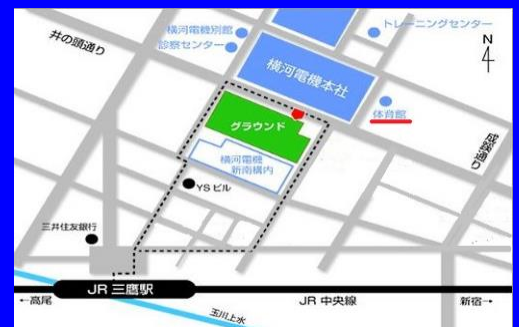 井の頭通り
横河電機別館
診察センター
トレーニングセンター
N
4
横河電機本社
体育館
グラウンド
成蹊通り
横河電機
新南構内
YSビル
三井住友銀行
JR 三鷹駅
←高尾
JR 中央線
新宿→
玉川上水